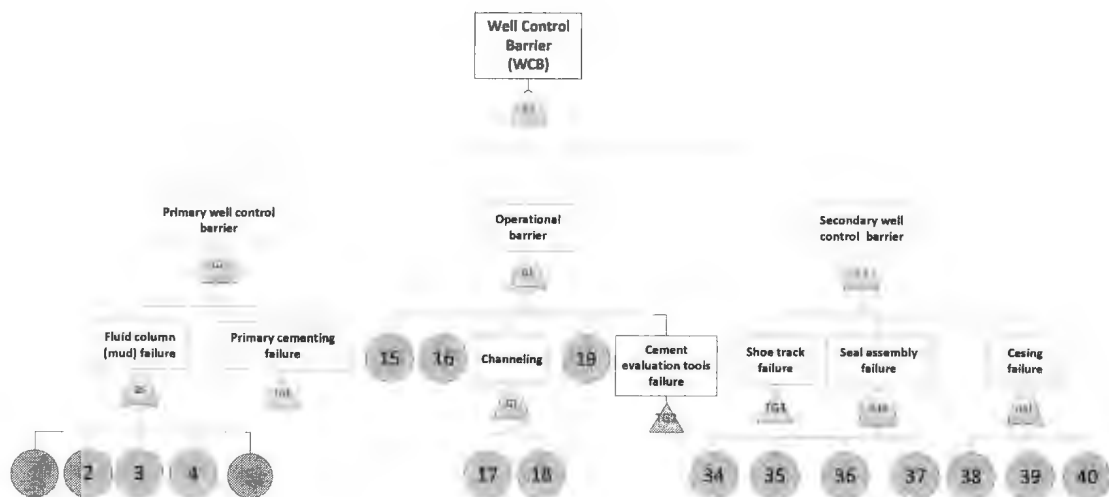 Well Control
Barrier
(WCB)
Primary well control
barrier
Operational
barrier
Secondary well
control barrier
Fluid column
(mud) failure
Primary cementing
failure
15
16
Channeling
19
Cement
evaluation tools
failure
Shoe track
failure
Seal assembly
failure
Cesing
failure
TG2
TG3
2
3
4
17
18
34
35
36
37
38
39
40